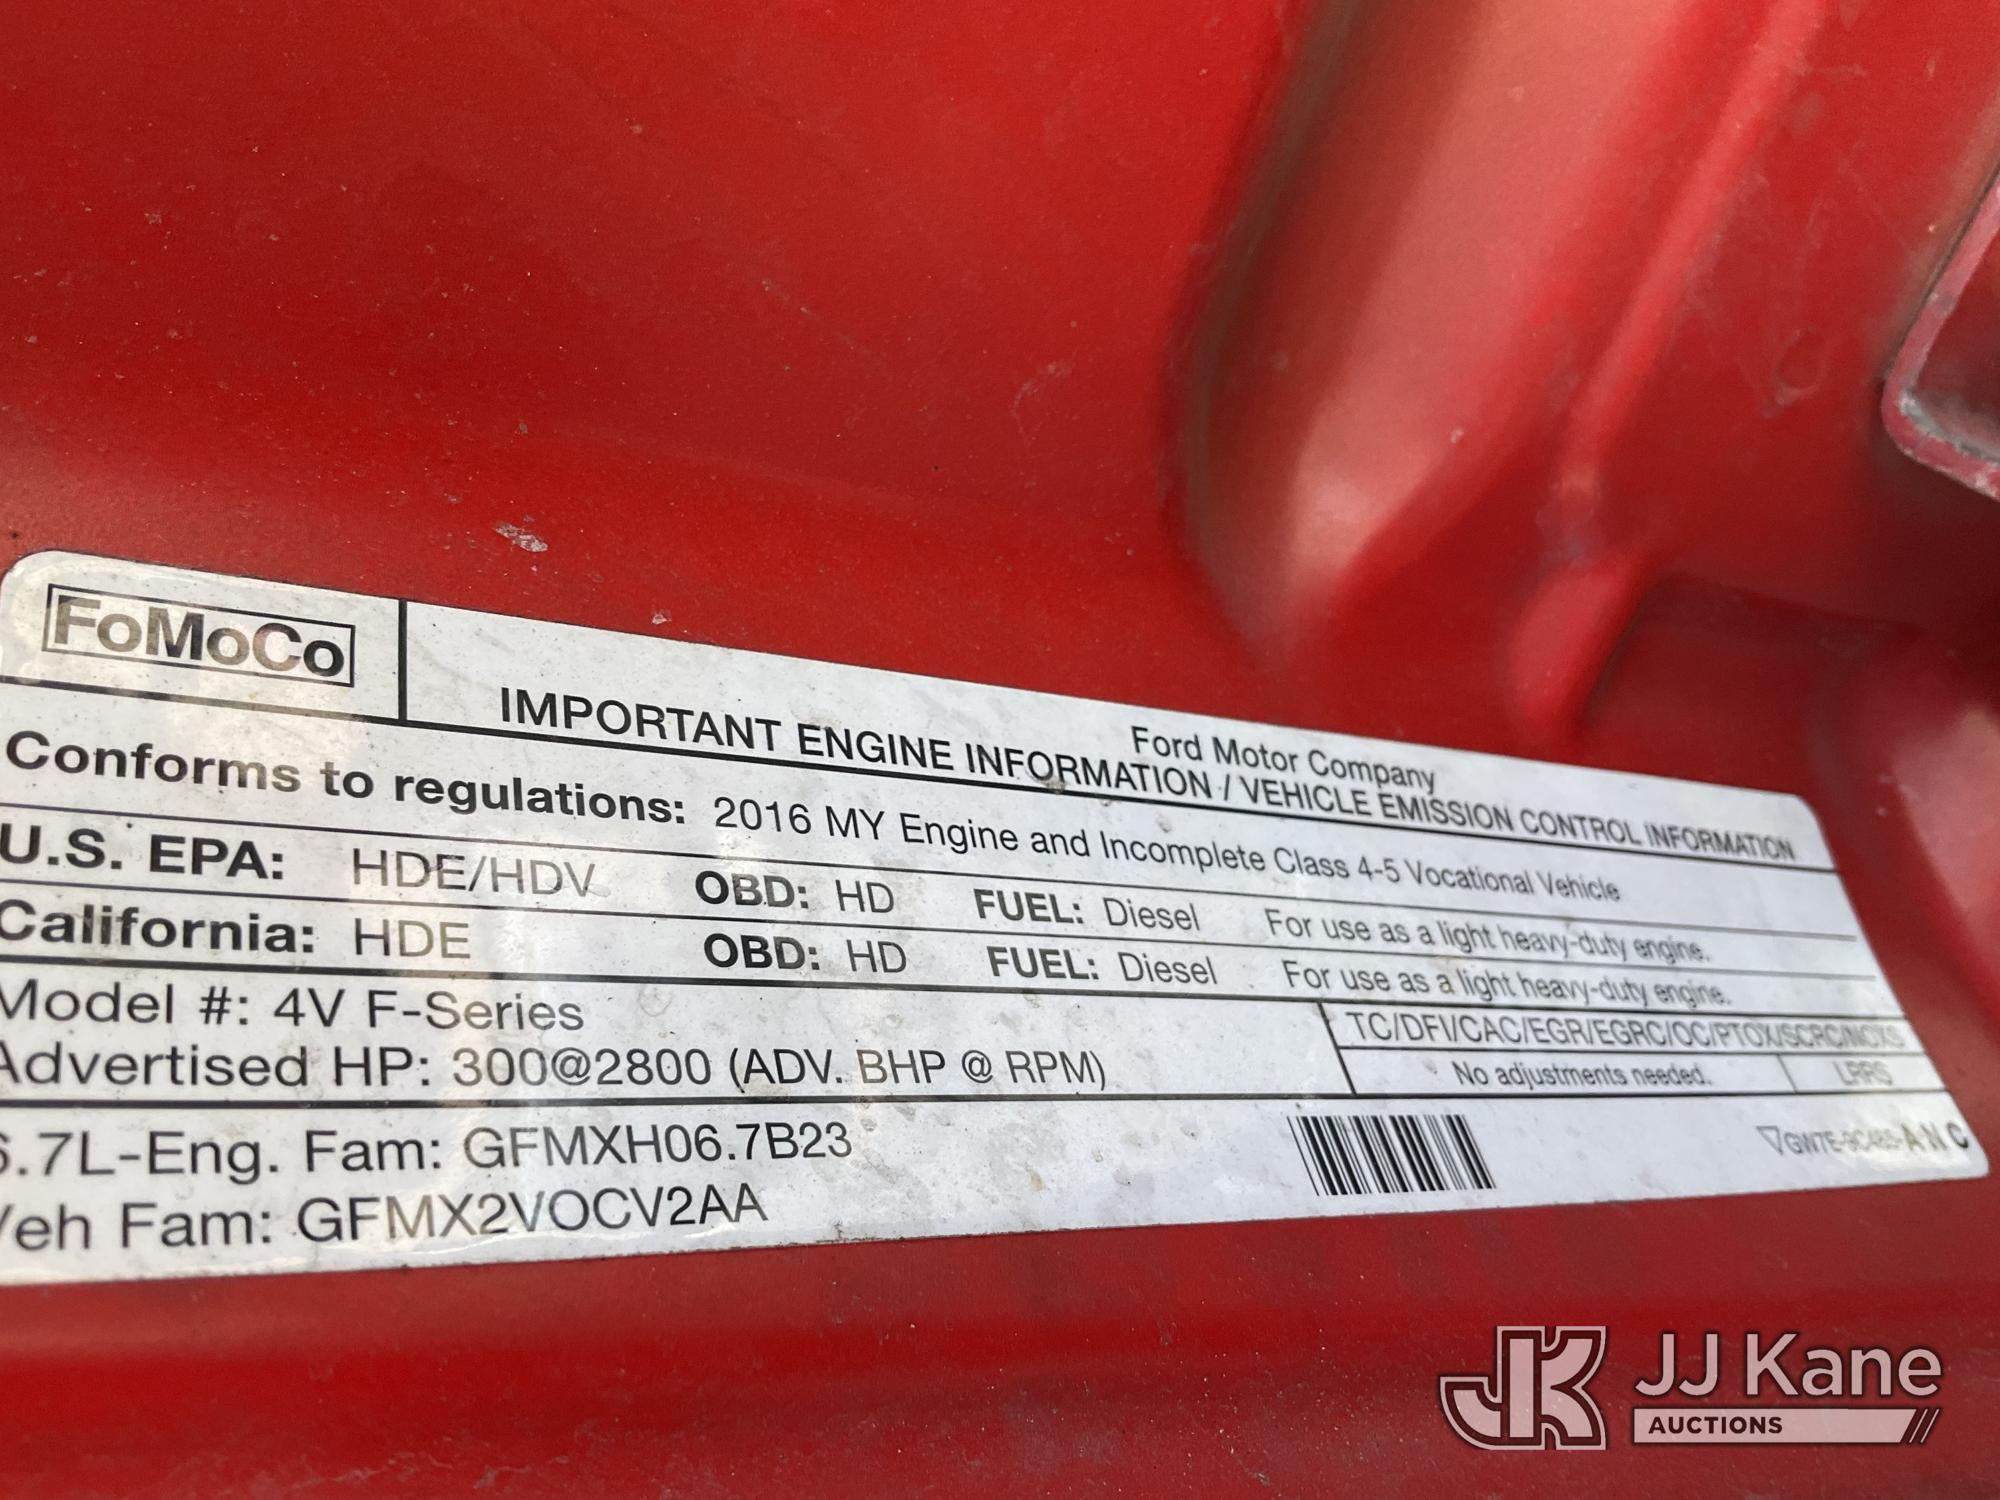 FoMoCo
Ford Motor Company
IMPORTANT ENGINE INFORMATION / VEHICLE EMISSION CONTROL INFORMATION
Conforms to regulations: 2016 MY Engine and Incomplete Class 4-5 Vocational Vehicle
U.S. EPA: HDE/HDV OBD: HD FUEL: Diesel For use as a light heavy-duty engine.
California: HDE OBD: HD FUEL: Diesel For use as a light heavy-duty engine.
Model #: 4V F-Series
Advertised HP: 300@2800 (ADV. BHP @ RPM)
TC/DFI/CAC/EGR/EGRC/OC/PTOX/SCRC/NOXS
No adjustments needed. LRRS
6.7L-Eng. Fam: GFMXH06.7B23
Veh Fam: GFMX2VOCV2AA
JJ Kane
AUCTIONS